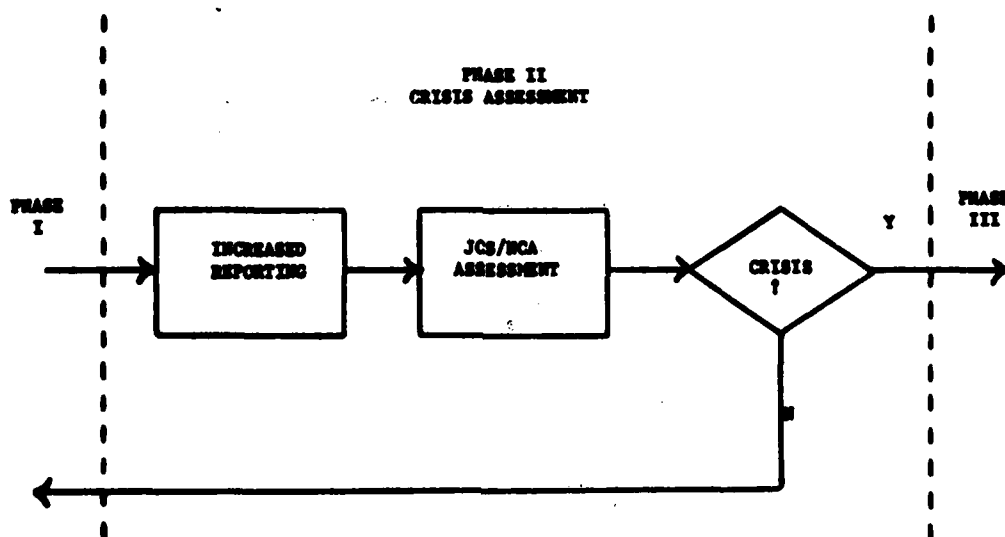 PHASE II
CRISIS ASSESSMENT
PHASE
I
INCREASED
REPORTING
JCS/NCA
ASSESSMENT
CRISIS
?
Y
PHASE
III
N